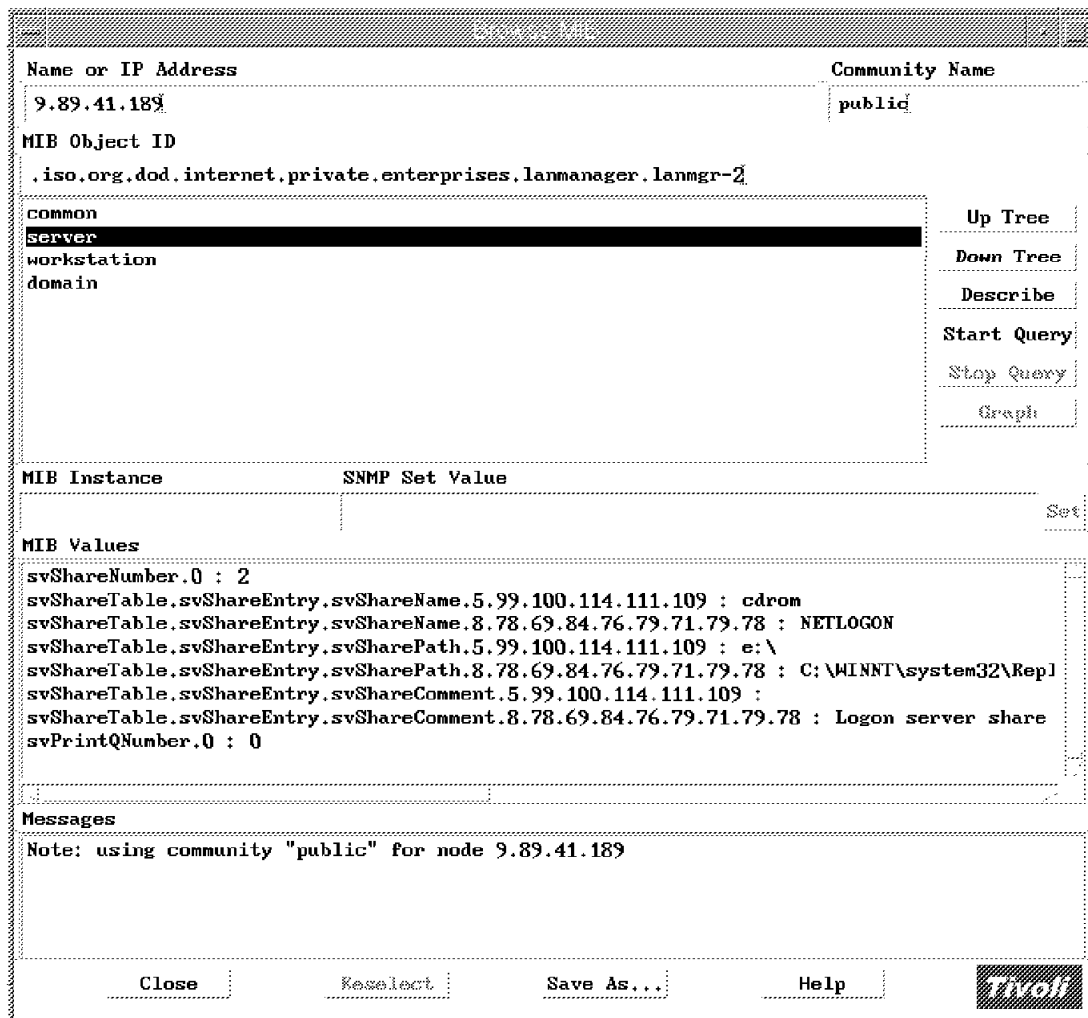 Browse MIB
Name or IP Address Community Name
9.89.41.189 public
MIB Object ID
.iso.org.dod.internet.private.enterprises.lanmanager.lanmgr-2
common
server
workstation
domain
Up Tree
Down Tree
Describe
Start Query
Stop Query
Graph
MIB Instance SNMP Set Value
Set
MIB Values
svShareNumber.0 : 2
svShareTable.svShareEntry.svShareName.5.99.100.114.111.109 : cdrom
svShareTable.svShareEntry.svShareName.8.78.69.84.76.79.71.79.78 : NETLOGON
svShareTable.svShareEntry.svSharePath.5.99.100.114.111.109 : e:\
svShareTable.svShareEntry.svSharePath.8.78.69.84.76.79.71.79.78 : C:\WINNT\system32\Repl
svShareTable.svShareEntry.svShareComment.5.99.100.114.111.109 :
svShareTable.svShareEntry.svShareComment.8.78.69.84.76.79.71.79.78 : Logon server share
svPrintQNumber.0 : 0
Messages
Note: using community "public" for node 9.89.41.189
Close Reselect Save As... Help Tivoli